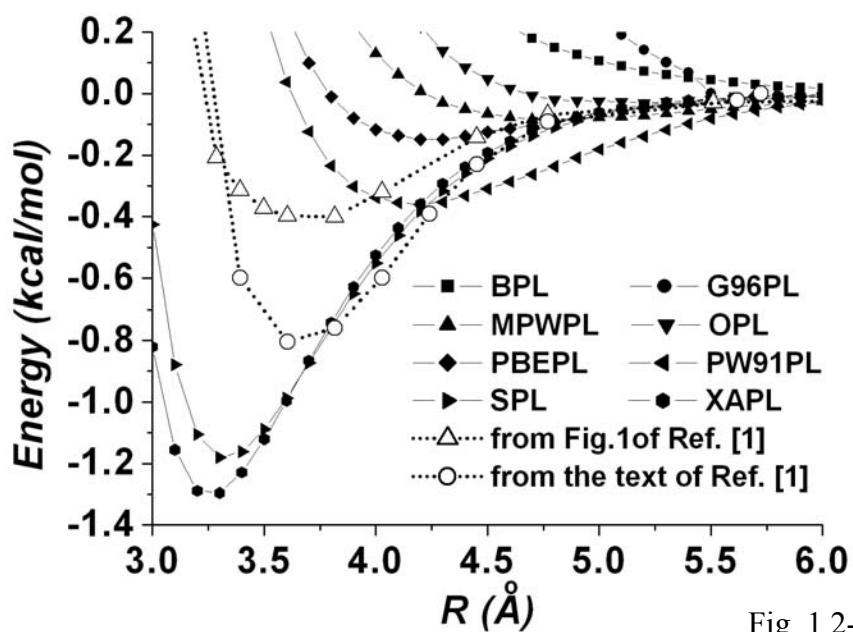 0.2
0.0
-0.2
-0.4
-0.6
-0.8
-1.0
-1.2
-1.4
Energy (kcal/mol)
BPL G96PL
MPWPL OPL
PBEPL PW91PL
SPL XAPL
from Fig.1of Ref. [1]
from the text of Ref. [1]
3.0 3.5 4.0 4.5 5.0 5.5 6.0
R (Å)
Fig. 1.2-